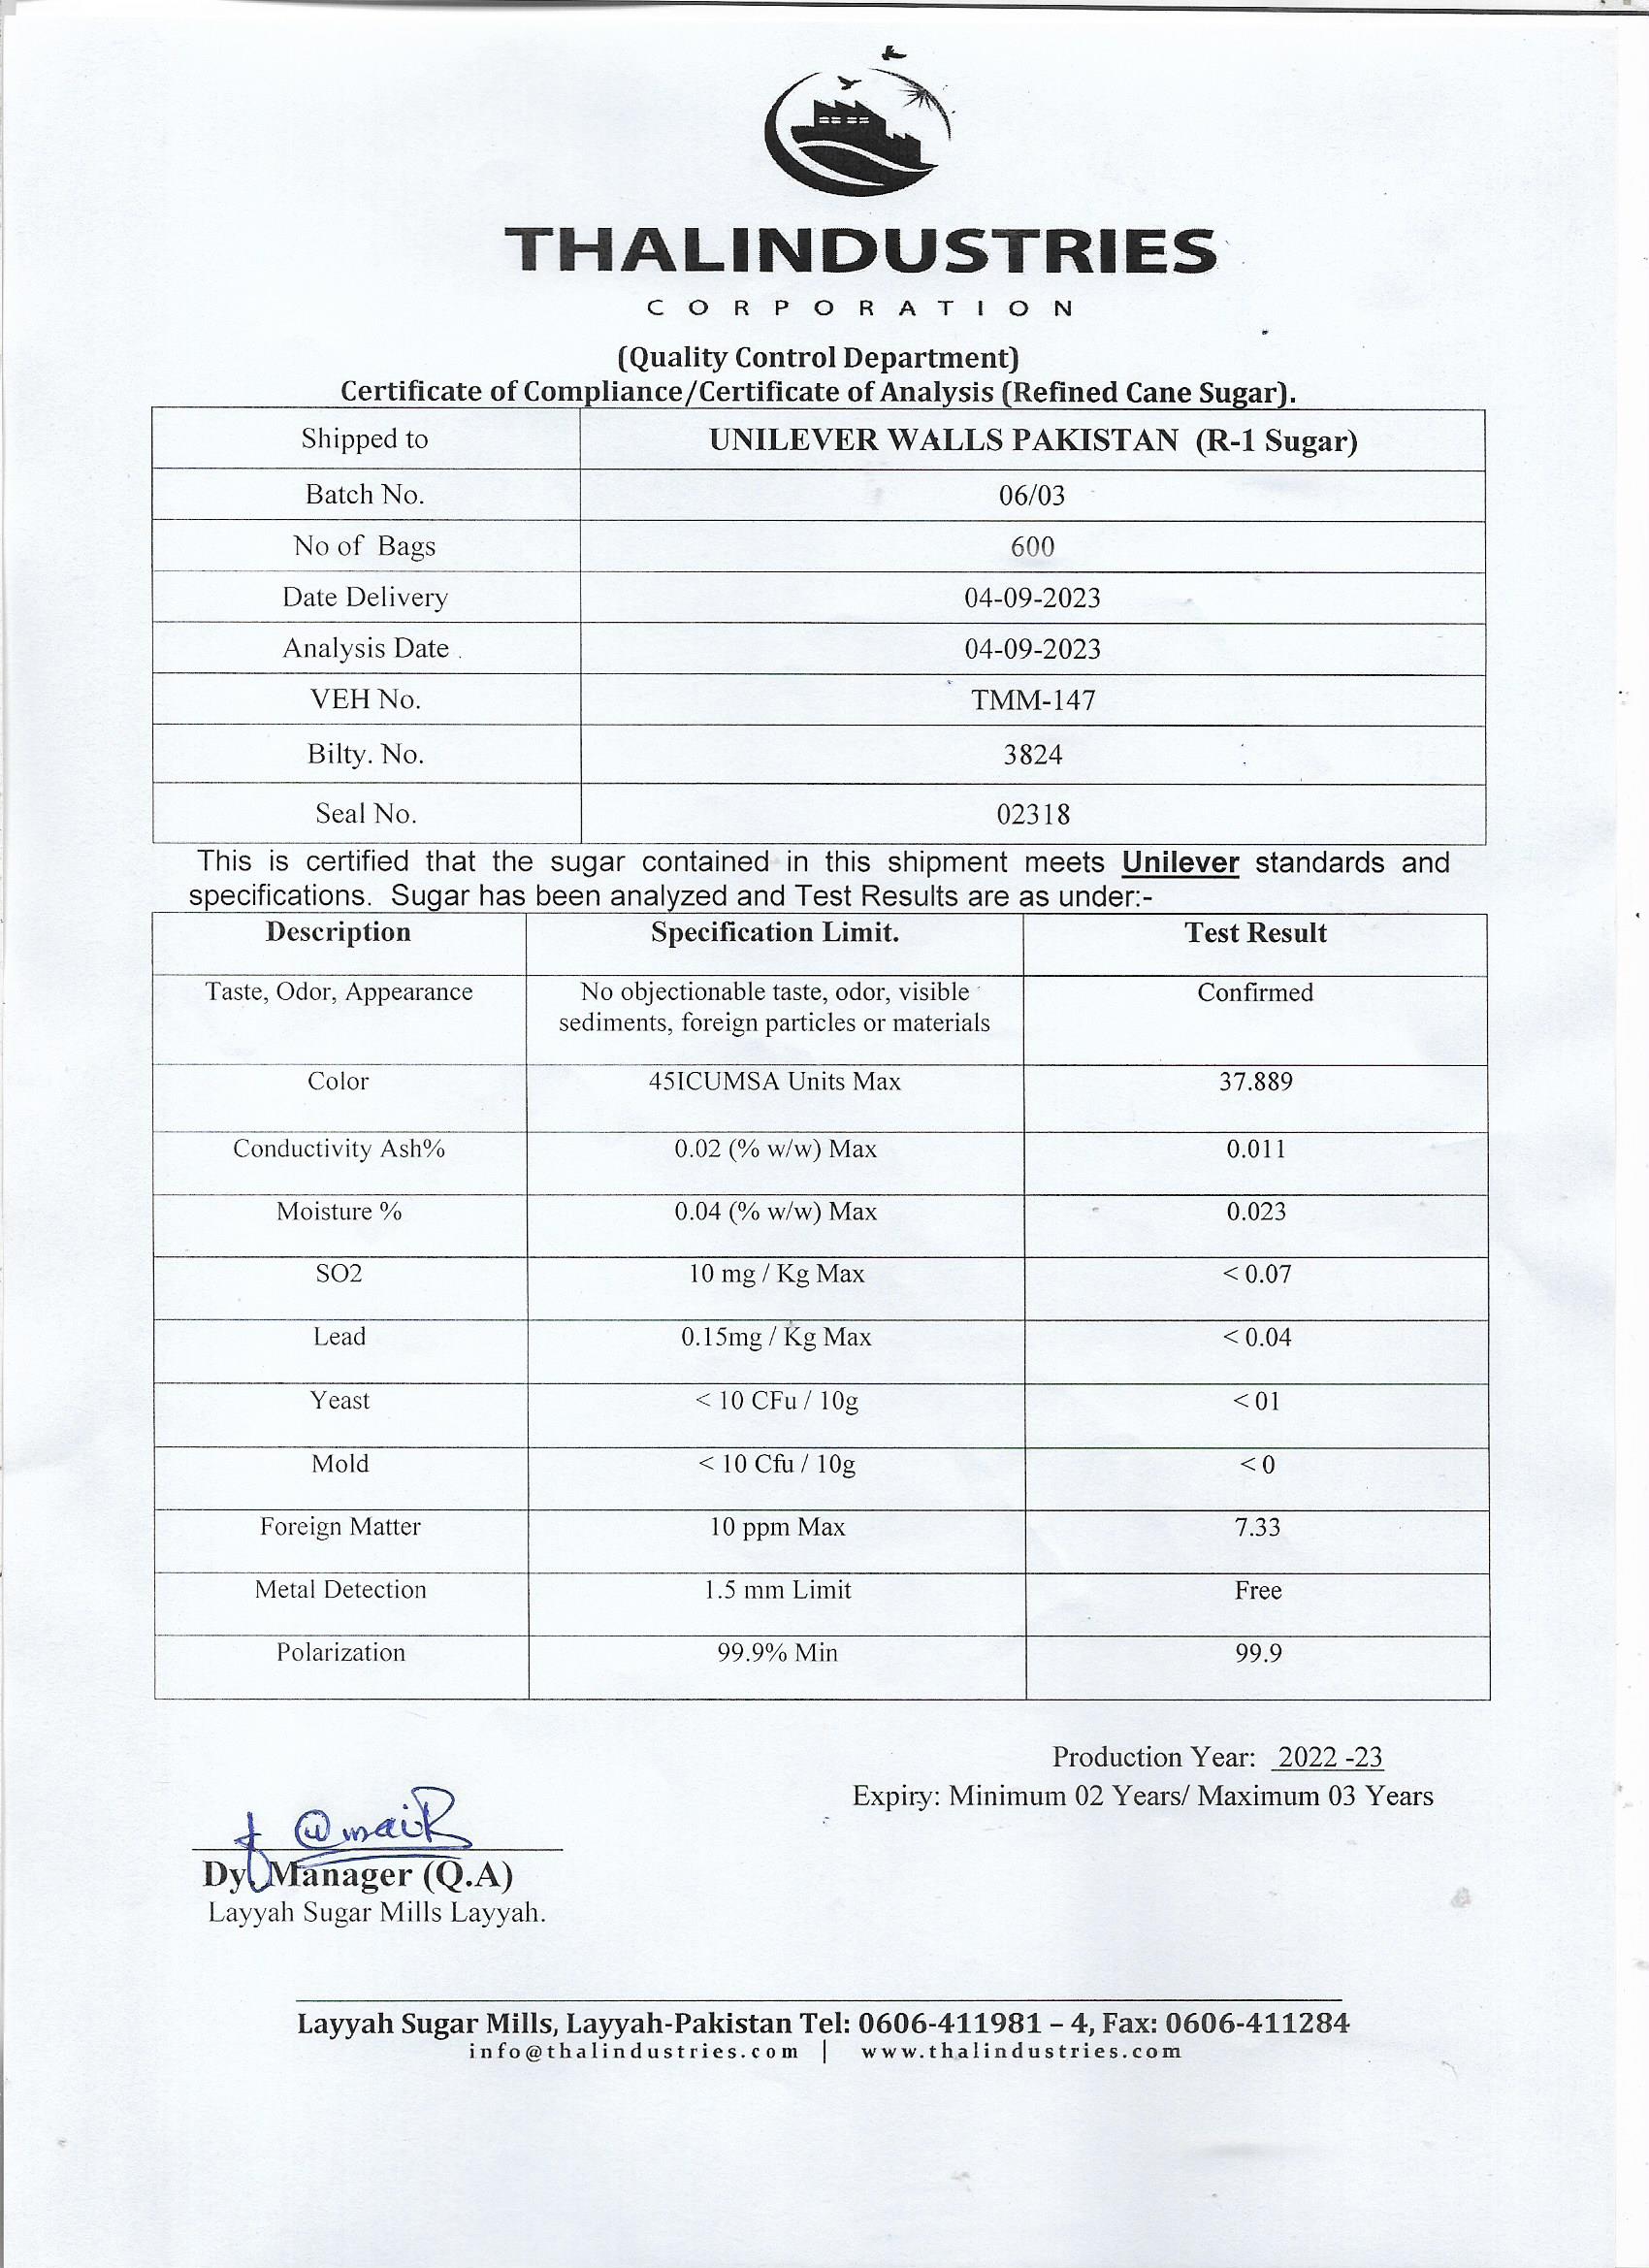 THALINDUSTRIES
CORPORATION
(Quality Control Department)
Certificate of Compliance/Certificate of Analysis (Refined Cane Sugar).
Shipped to UNILEVER WALLS PAKISTAN (R-1 Sugar)
Batch No. 06/03
No of Bags 600
Date Delivery 04-09-2023
Analysis Date 04-09-2023
VEH No. TMM-147
Bilty. No. 3824
Seal No. 02318
This is certified that the sugar contained in this shipment meets Unilever standards and
specifications. Sugar has been analyzed and Test Results are as under:-
Description Specification Limit. Test Result
Taste, Odor, Appearance No objectionable taste, odor, visible Confirmed
sediments, foreign particles or materials
Color 45ICUMSA Units Max 37.889
Conductivity Ash% 0.02 (% w/w) Max 0.011
Moisture % 0.04 (% w/w) Max 0.023
SO2 10 mg / Kg Max < 0.07
Lead 0.15mg / Kg Max < 0.04
Yeast < 10 CFu / 10g < 01
Mold < 10 Cfu / 10g < 0
Foreign Matter 10 ppm Max 7.33
Metal Detection 1.5 mm Limit Free
Polarization 99.9% Min 99.9
Production Year: 2022 -23
Expiry: Minimum 02 Years/ Maximum 03 Years
Dy. Manager (Q.A)
Layyah Sugar Mills Layyah.
Layyah Sugar Mills, Layyah-Pakistan Tel: 0606-411981 – 4, Fax: 0606-411284
info@thalindustries.com | www.thalindustries.com